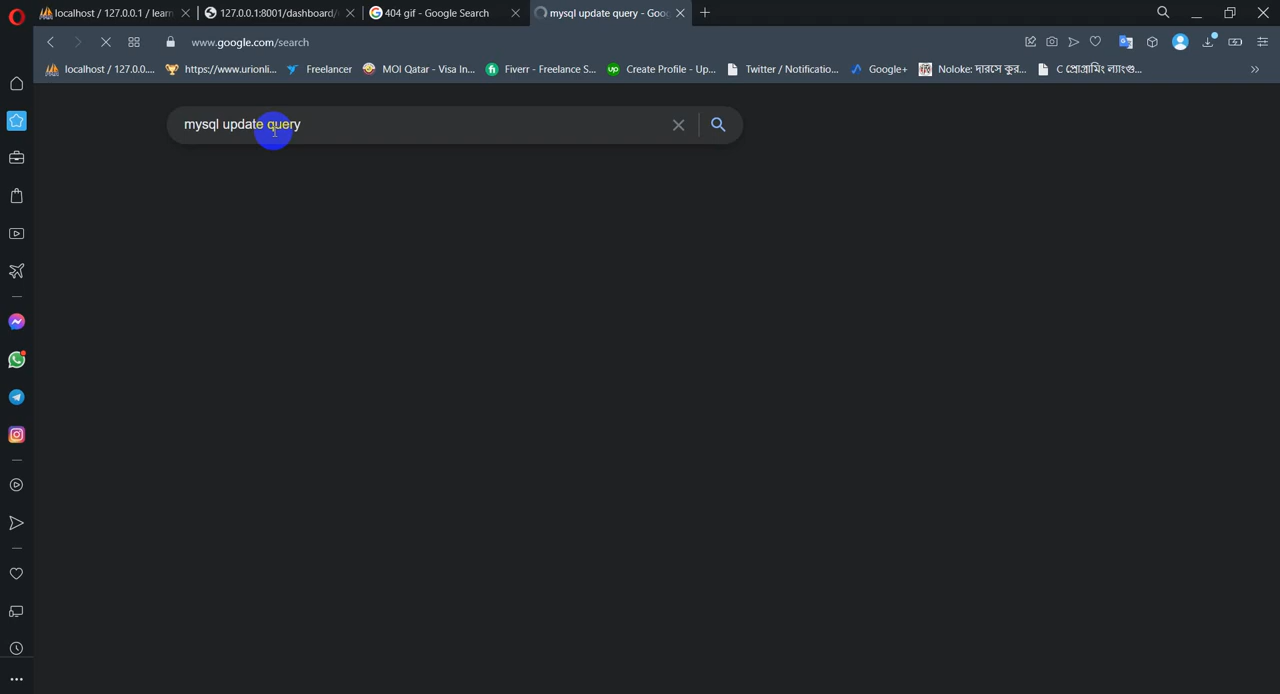 localhost / 127.0.0.1 / learn
127.0.0.1:8001/dashboard/
404 gif - Google Search
mysql update query - Goo
www.google.com/search
localhost / 127.0.0....
https://www.urionli...
Freelancer
MOI Qatar - Visa In...
Fiverr - Freelance S...
Create Profile - Up...
Twitter / Notificatio...
Google+
Noloke: দারসে কুর...
C প্রোগ্রামিং ল্যাংগু...
mysql update query